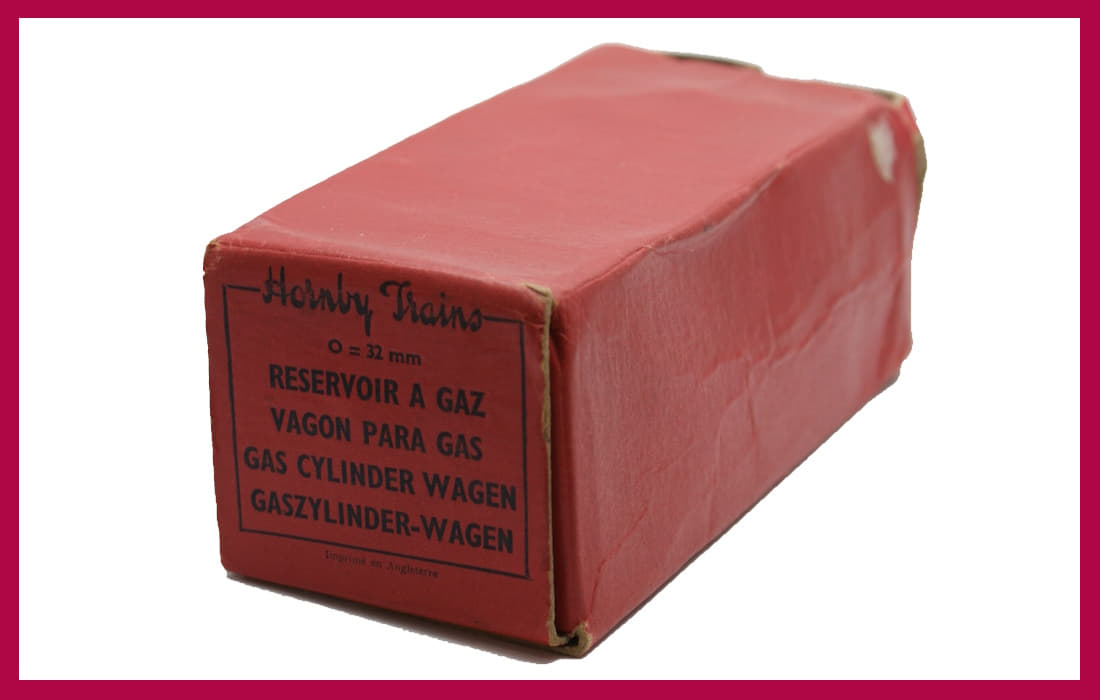 Hornby Trains
O = 32 mm
RESERVOIR A GAZ
VAGON PARA GAS
GAS CYLINDER WAGEN
GASZYLINDER-WAGEN
Imprimé en Angleterre